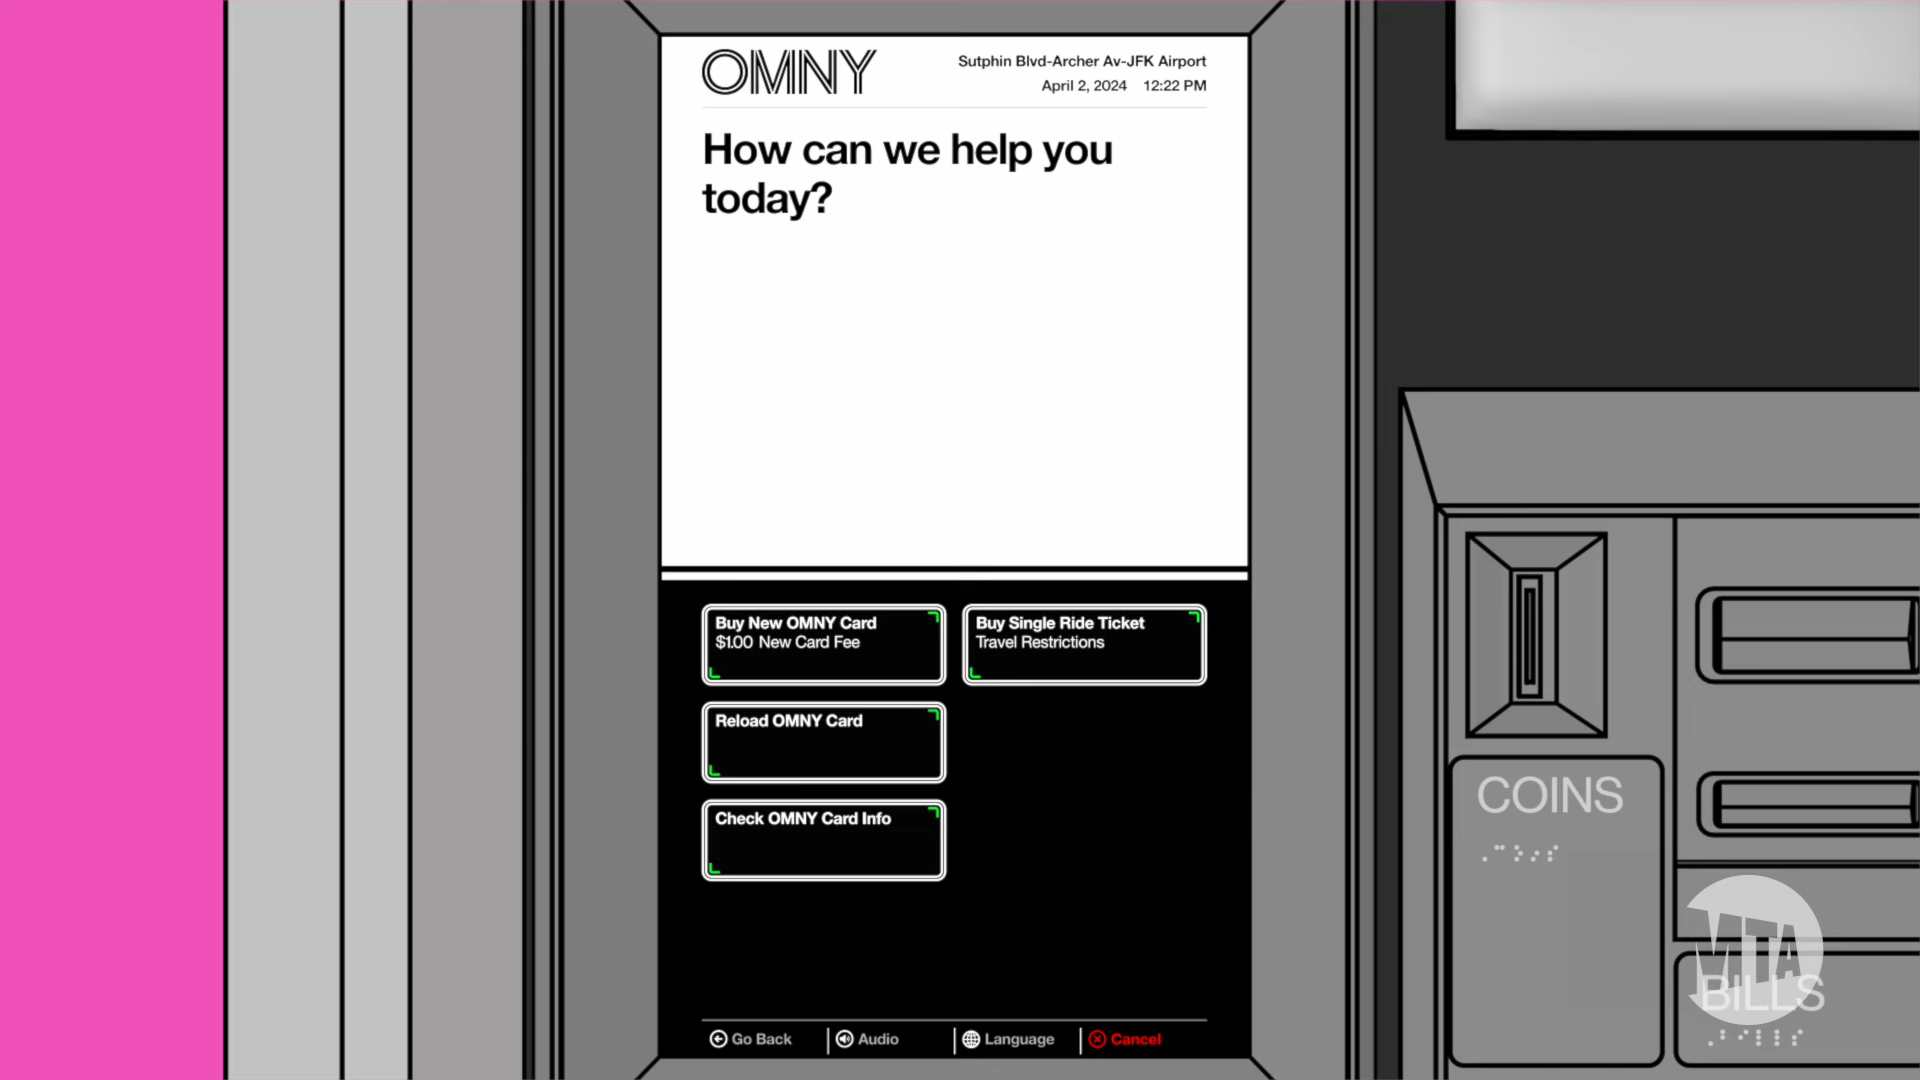 OMNY
Sutphin Blvd-Archer Av-JFK Airport
April 2, 2024 12:22 PM
How can we help you
today?
Buy New OMNY Card
$1.00 New Card Fee
Buy Single Ride Ticket
Travel Restrictions
Reload OMNY Card
Check OMNY Card Info
Go Back
Audio
Language
Cancel
COINS
⠠⠉⠕⠔⠎
MTA
BILLS